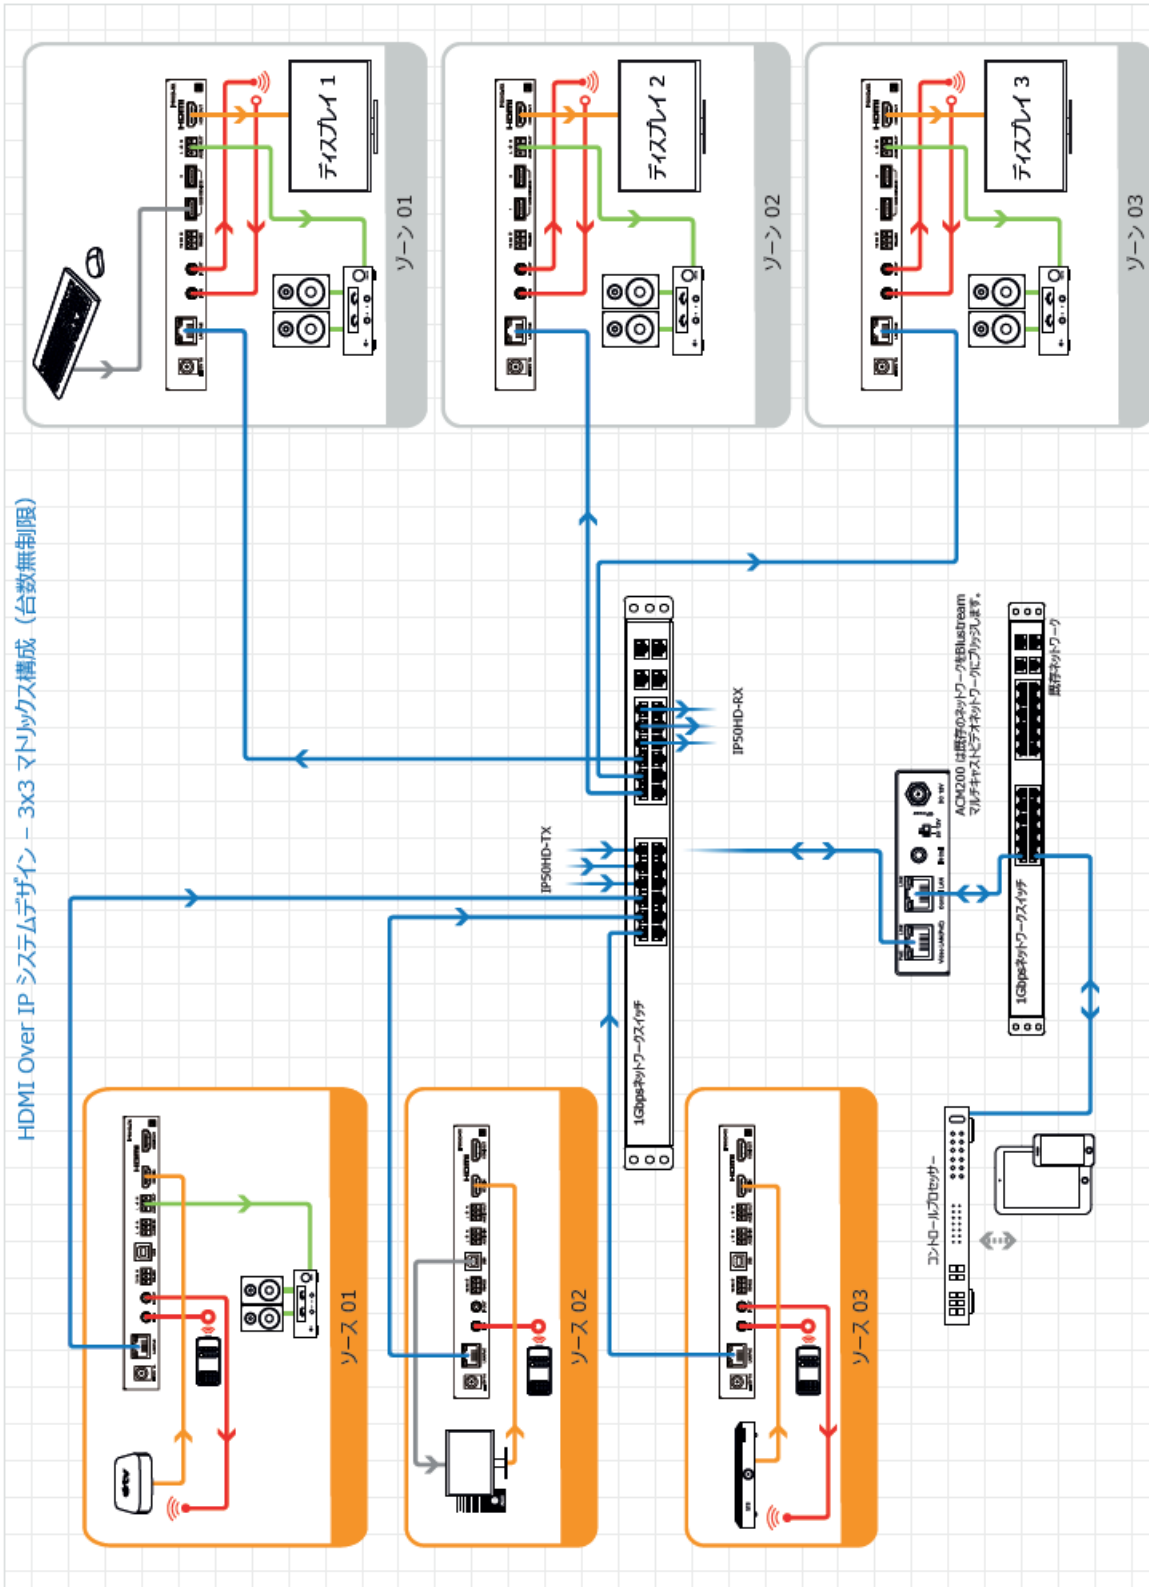 HDMI Over IP システムデザイン – 3x3 マトリックス構成（台数無制限）
ソース 01
ソース 02
ソース 03
HDMI
HDMI
HDMI
IP50HD-TX
IP50HD-RX
1Gbpsネットワークスイッチ
コントロールプロセッサー
ACM200 は既存のネットワークをBlustream
マルチキャストビデオネットワークにブリッジします。
1Gbpsネットワークスイッチ
既存ネットワーク
HDMI
ディスプレイ 1
ゾーン 01
HDMI
ディスプレイ 2
ゾーン 02
HDMI
ディスプレイ 3
ゾーン 03